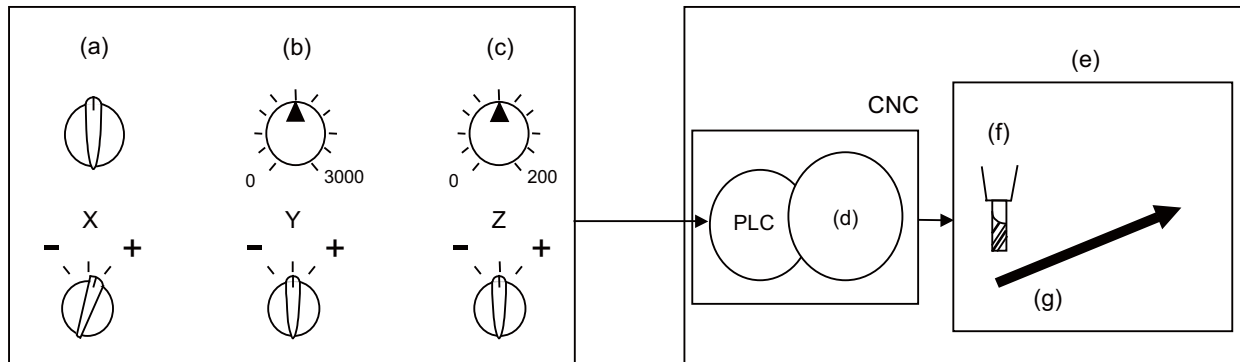 (a) (b) (c)
0 3000 0 200
X Y Z
− + − + − +
CNC
PLC (d)
(e)
(f)
(g)